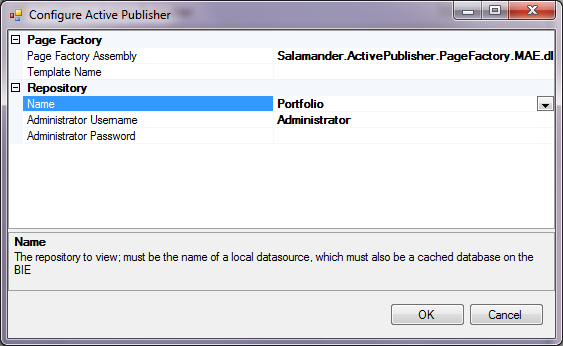 Configure Active Publisher
Page Factory
Page Factory Assembly Salamander.ActivePublisher.PageFactory.MAE.dl
Template Name
Repository
Name Portfolio
Administrator Username Administrator
Administrator Password
Name
The repository to view; must be the name of a local datasource, which must also be a cached database on the
BIE
OK Cancel